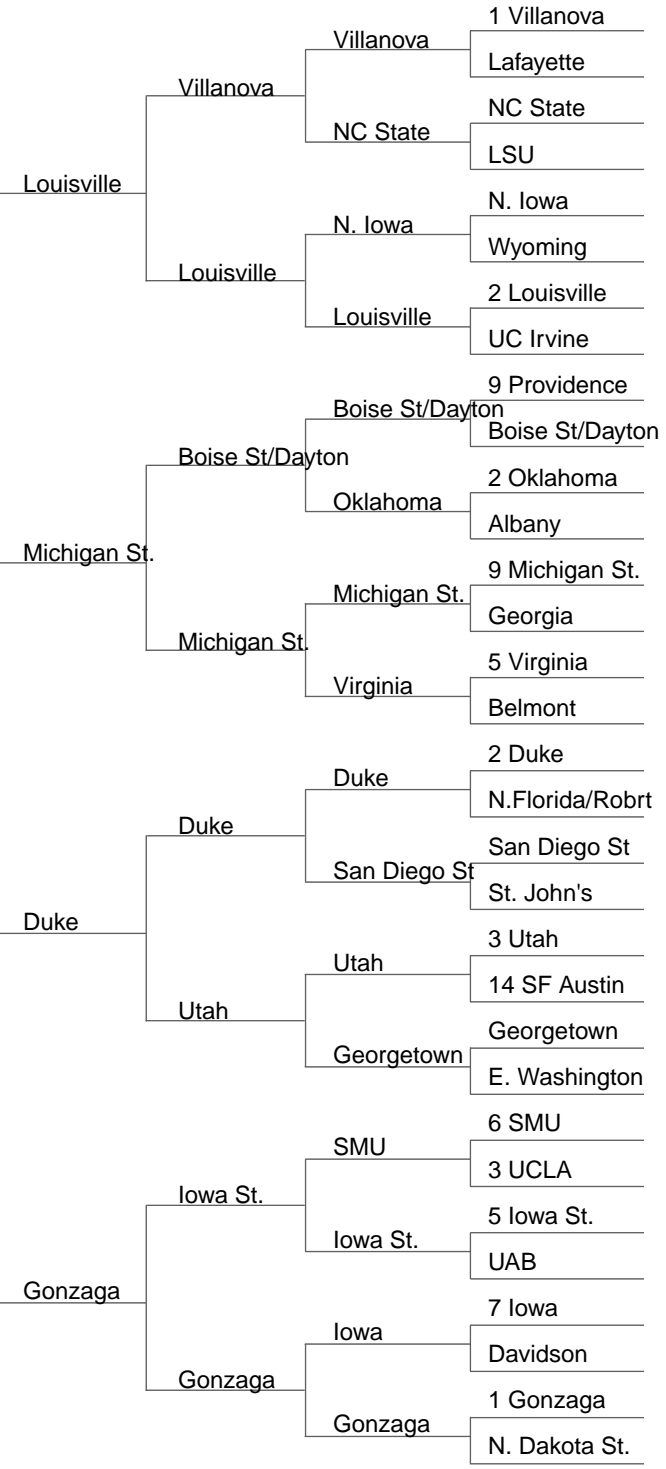 1 Villanova
Villanova
Lafayette
Villanova
NC State
NC State
LSU
Louisville
N. Iowa
N. Iowa
Wyoming
Louisville
2 Louisville
Louisville
UC Irvine
9 Providence
Boise St/Dayton
Boise St/Dayton
Boise St/Dayton
2 Oklahoma
Oklahoma
Albany
Michigan St.
9 Michigan St.
Michigan St.
Georgia
Michigan St.
5 Virginia
Virginia
Belmont
2 Duke
Duke
N.Florida/Robrt
Duke
San Diego St
San Diego St
St. John's
Duke
3 Utah
Utah
14 SF Austin
Utah
Georgetown
Georgetown
E. Washington
6 SMU
SMU
3 UCLA
Iowa St.
5 Iowa St.
Iowa St.
UAB
Gonzaga
7 Iowa
Iowa
Davidson
Gonzaga
1 Gonzaga
Gonzaga
N. Dakota St.